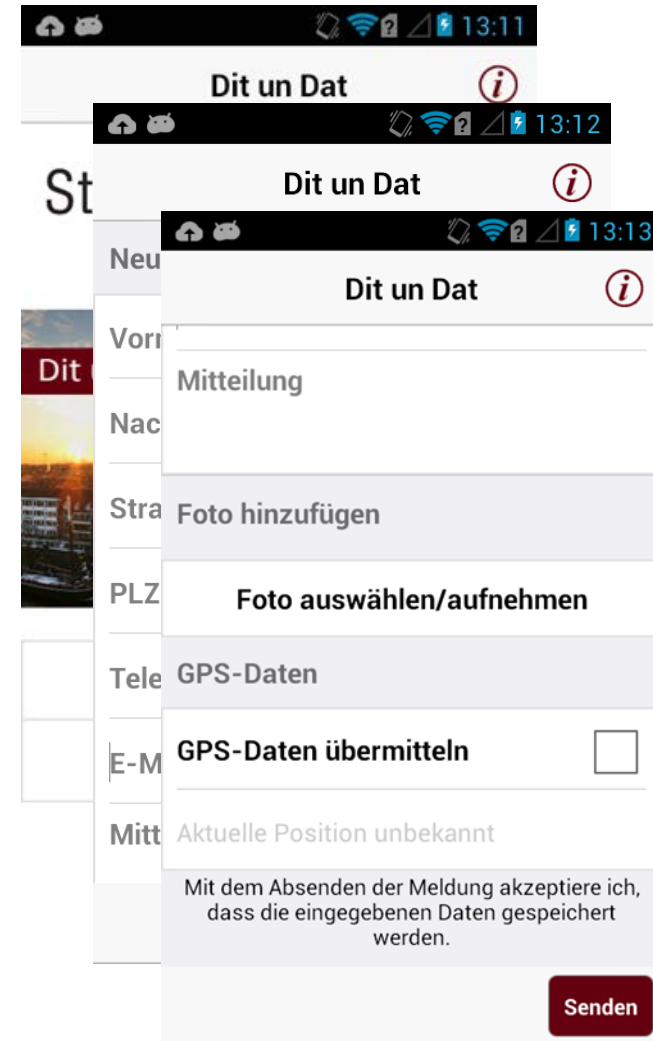 13:11
Dit un Dat
i
St
Dit
13:12
Dit un Dat
i
Neu
Vor
Nac
Stra
PLZ
Tele
E-M
Mitt
13:13
Dit un Dat
i
Mitteilung
Foto hinzufügen
Foto auswählen/aufnehmen
GPS-Daten
GPS-Daten übermitteln
Aktuelle Position unbekannt
Mit dem Absenden der Meldung akzeptiere ich,
dass die eingegebenen Daten gespeichert
werden.
Senden